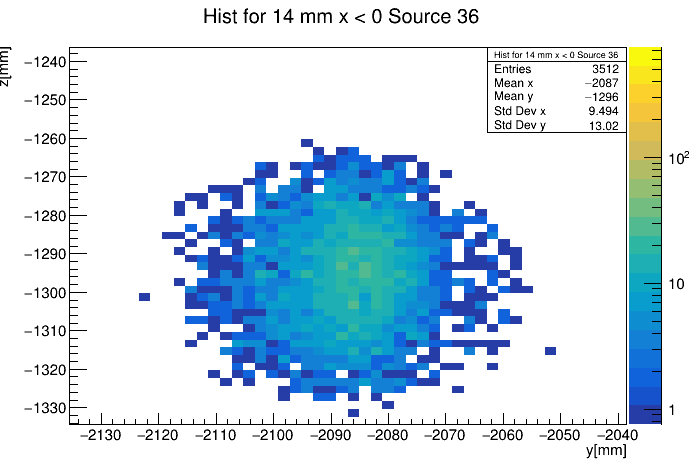 Hist for 14 mm x < 0 Source 36
z[mm]
Hist for 14 mm x < 0 Source 36
Entries 3512
Mean x −2087
Mean y −1296
Std Dev x 9.494
Std Dev y 13.02
−1240
−1250
−1260
−1270
−1280
−1290
−1300
−1310
−1320
−1330
10²
10
1
−2130 −2120 −2110 −2100 −2090 −2080 −2070 −2060 −2050 −2040
y[mm]